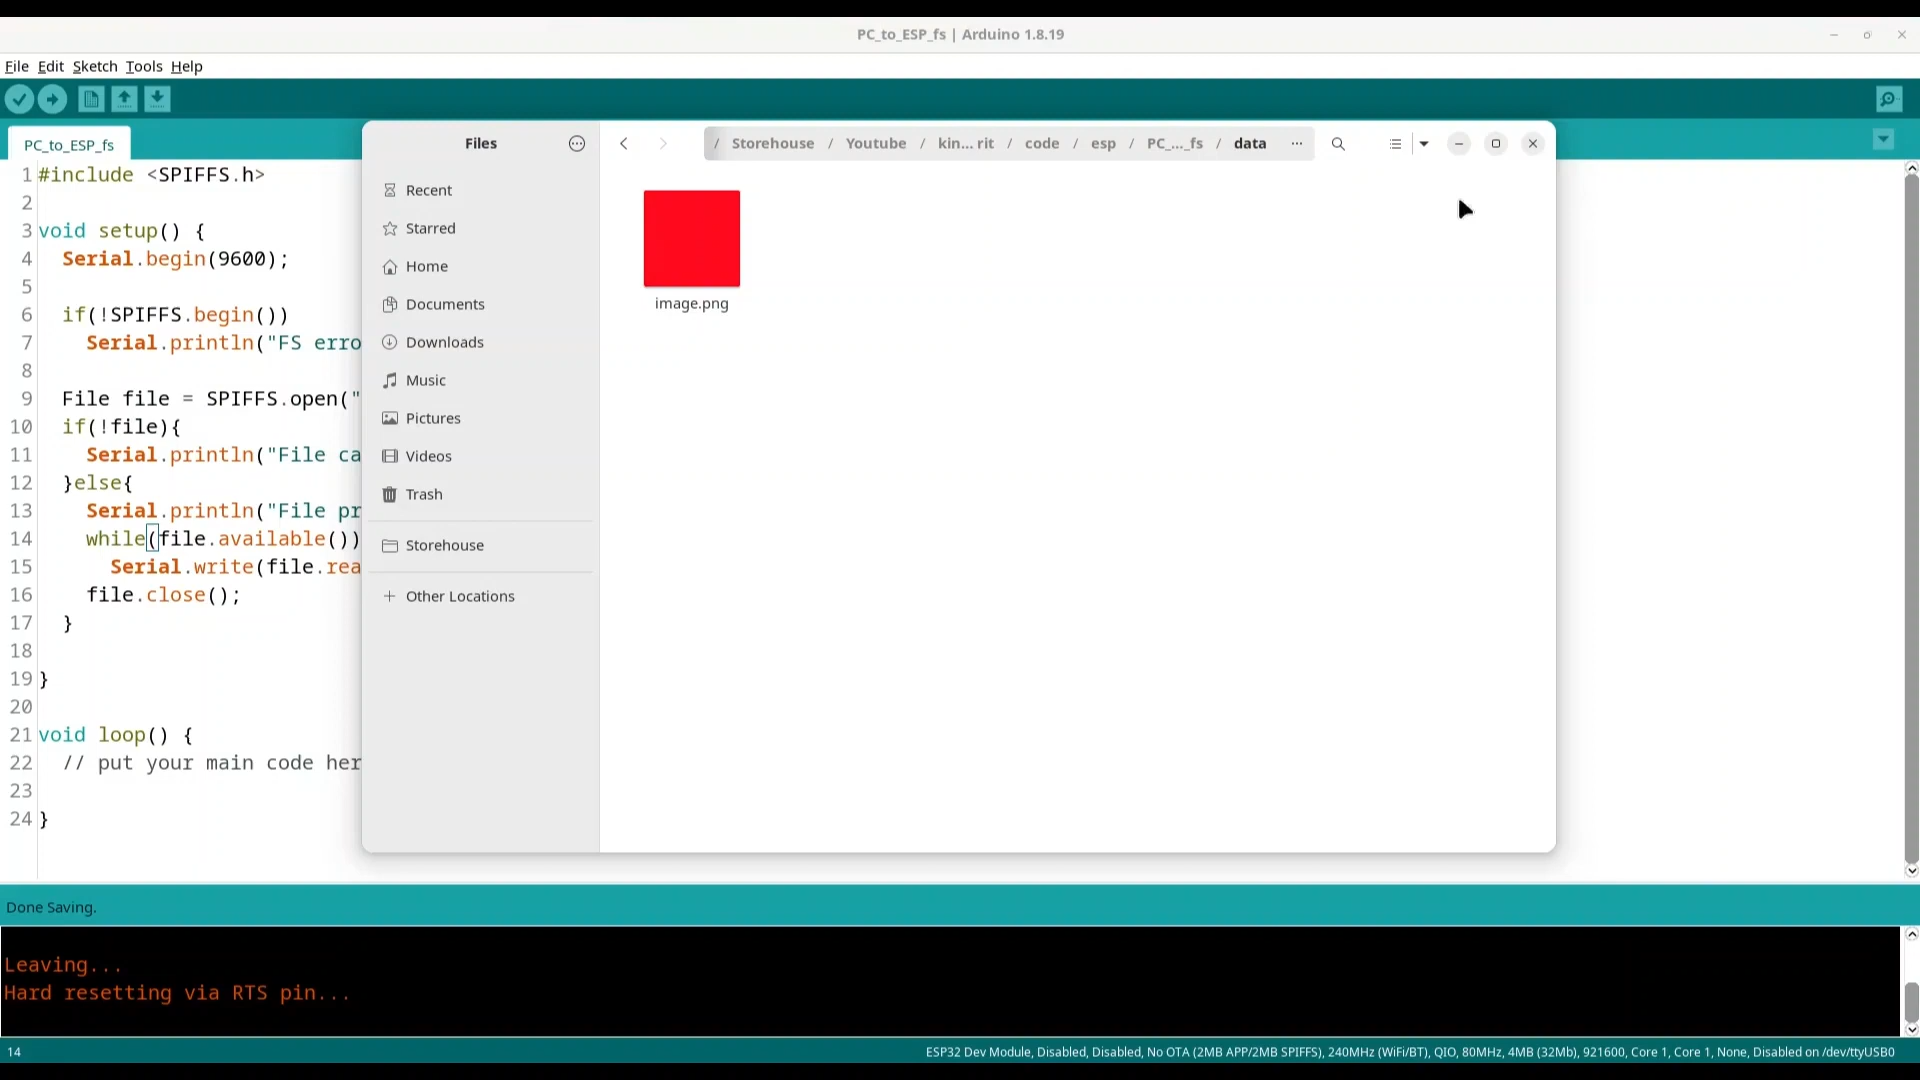 PC_to_ESP_fs | Arduino 1.8.19
File Edit Sketch Tools Help
PC_to_ESP_fs
1 #include <SPIFFS.h>
2
3 void setup() {
4 Serial.begin(9600);
5
6 if(!SPIFFS.begin())
7 Serial.println("FS erro
8
9 File file = SPIFFS.open("
10 if(!file){
11 Serial.println("File ca
12 }else{
13 Serial.println("File pr
14 while(file.available())
15 Serial.write(file.rea
16 file.close();
17 }
18
19 }
20
21 void loop() {
22 // put your main code her
23
24 }
Files
Recent
Starred
Home
Documents
Downloads
Music
Pictures
Videos
Trash
Storehouse
Other Locations
/ Storehouse / Youtube / kin... rit / code / esp / PC_..._fs / data ...
image.png
Done Saving.
Leaving...
Hard resetting via RTS pin...
14
ESP32 Dev Module, Disabled, Disabled, No OTA (2MB APP/2MB SPIFFS), 240MHz (WiFi/BT), QIO, 80MHz, 4MB (32Mb), 921600, Core 1, Core 1, None, Disabled on /dev/ttyUSB0